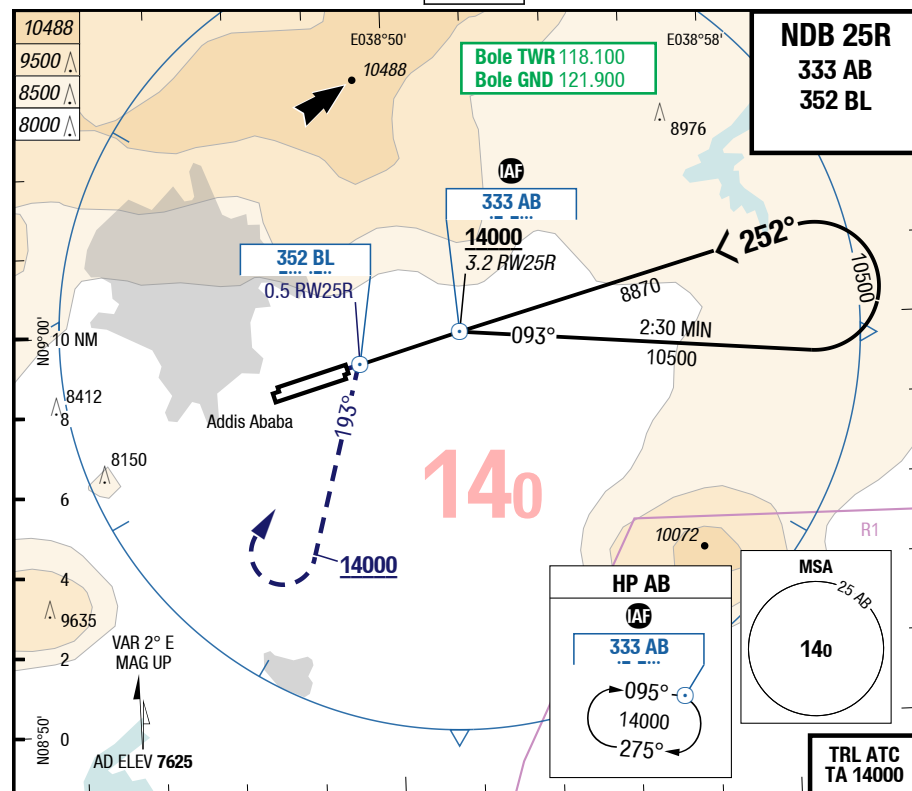 10488
9500
8500
8000
E038°50'
10488
Bole TWR 118.100
Bole GND 121.900
E038°58'
8976
NDB 25R
333 AB
352 BL
IAF
333 AB
14000
3.2 RW25R
352 BL
0.5 RW25R
252°
8870
10500
093°
2:30 MIN
10500
N09°00'
10 NM
8412
8
Addis Ababa
193°
8150
6
140
10072
R1
14000
4
9635
2
VAR 2° E
MAG UP
N08°50'
0
AD ELEV 7625
HP AB
IAF
333 AB
095°
14000
275°
MSA
25 AB
140
TRL ATC
TA 14000